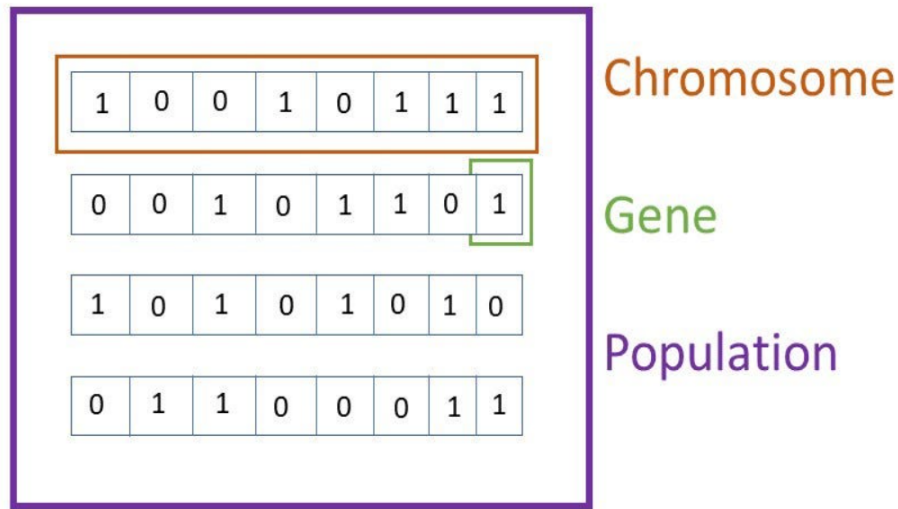 1 0 0 1 0 1 1 1
Chromosome
0 0 1 0 1 1 0 1
Gene
1 0 1 0 1 0 1 0
Population
0 1 1 0 0 0 1 1